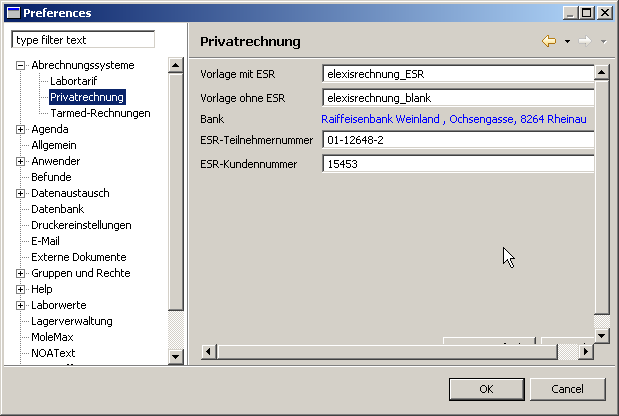 Preferences
type filter text
Abrechnungssysteme
Labortarif
Privatrechnung
Tarmed-Rechnungen
Agenda
Allgemein
Anwender
Befunde
Datenaustausch
Datenbank
Druckereinstellungen
E-Mail
Externe Dokumente
Gruppen und Rechte
Help
Laborwerte
Lagerverwaltung
MoleMax
NOAText
Privatrechnung
Vorlage mit ESR elexisrechnung_ESR
Vorlage ohne ESR elexisrechnung_blank
Bank Raiffeisenbank Weinland , Ochsengasse, 8264 Rheinau
ESR-Teilnehmernummer 01-12648-2
ESR-Kundennummer 15453
OK Cancel